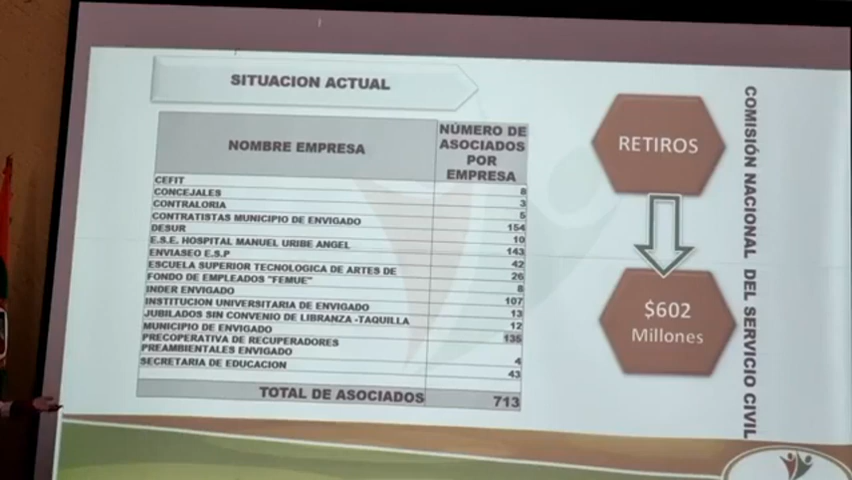 SITUACION ACTUAL
NOMBRE EMPRESA
NÚMERO DE
ASOCIADOS
POR
EMPRESA
CEFIT 8
CONCEJALES 3
CONTRALORIA 5
CONTRATISTAS MUNICIPIO DE ENVIGADO 154
DESUR 10
E.S.E. HOSPITAL MANUEL URIBE ANGEL 143
ENVIASEO E.S.P 42
ESCUELA SUPERIOR TECNOLOGICA DE ARTES DE 26
FONDO DE EMPLEADOS "FEMUE" 8
INDER ENVIGADO 107
INSTITUCION UNIVERSITARIA DE ENVIGADO 13
JUBILADOS SIN CONVENIO DE LIBRANZA -TAQUILLA 12
MUNICIPIO DE ENVIGADO 135
PRECOPERATIVA DE RECUPERADORES
PREAMBIENTALES ENVIGADO 4
SECRETARIA DE EDUCACION 43
TOTAL DE ASOCIADOS 713
RETIROS
$602
Millones
COMISIÓN NACIONAL DEL SERVICIO CIVIL